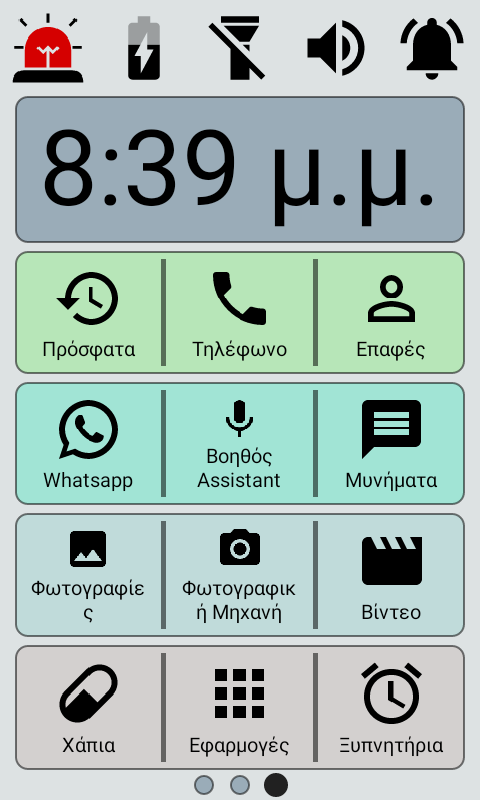 8:39 μ.μ.
Πρόσφατα
Τηλέφωνο
Επαφές
Whatsapp
Βοηθός
Assistant
Μυνήματα
Φωτογραφίε
ς
Φωτογραφικ
ή Μηχανή
Βίντεο
Χάπια
Εφαρμογές
Ξυπνητήρια